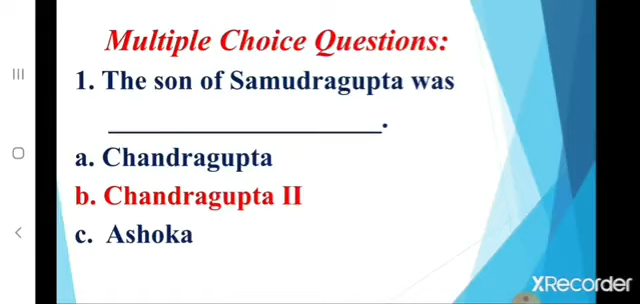 Multiple Choice Questions:
1. The son of Samudragupta was
____________________.
a. Chandragupta
b. Chandragupta II
c. Ashoka
XRecorder